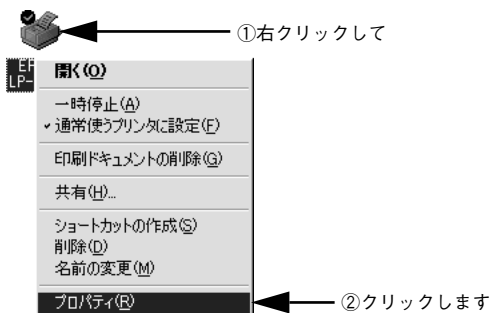 ①右クリックして
EP
LP-
開く(O)
一時停止(A)
✓通常使うプリンタに設定(F)
印刷ドキュメントの削除(G)
共有(H)...
ショートカットの作成(S)
削除(D)
名前の変更(M)
プロパティ(R)
②クリックします